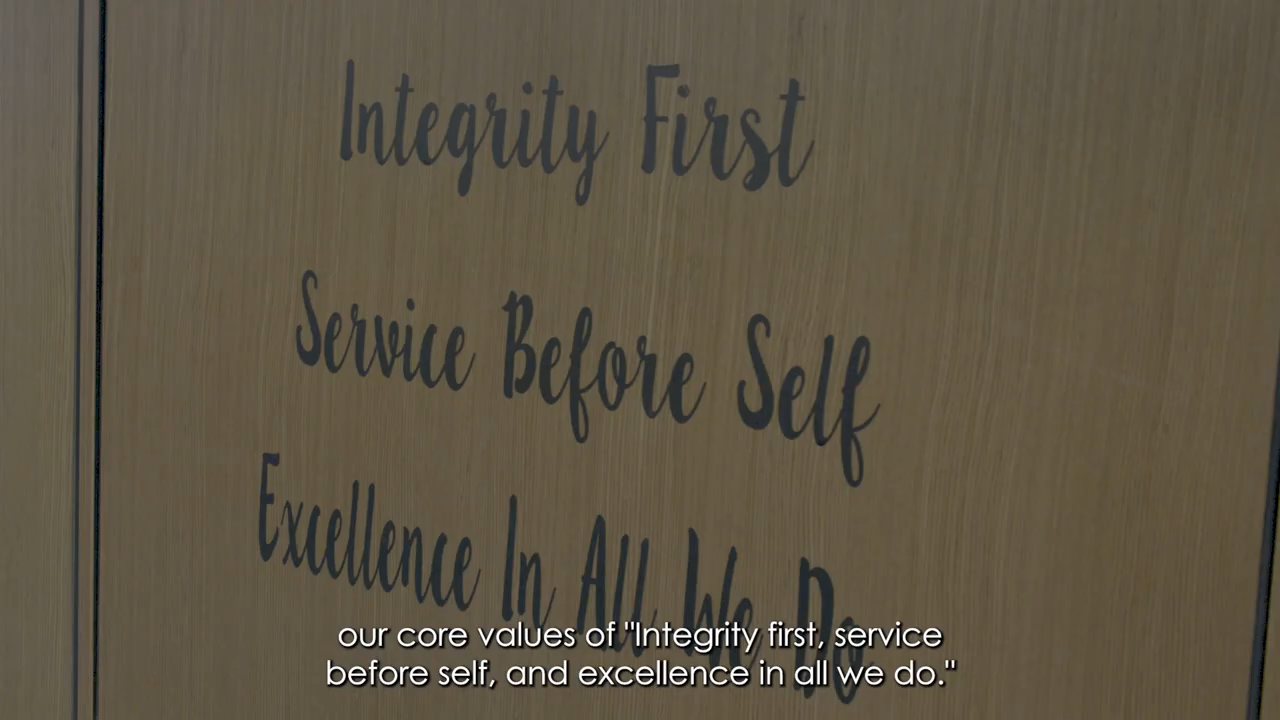 Integrity First
Service Before Self
Excellence In All We Do
our core values of "Integrity first, service
before self, and excellence in all we do."